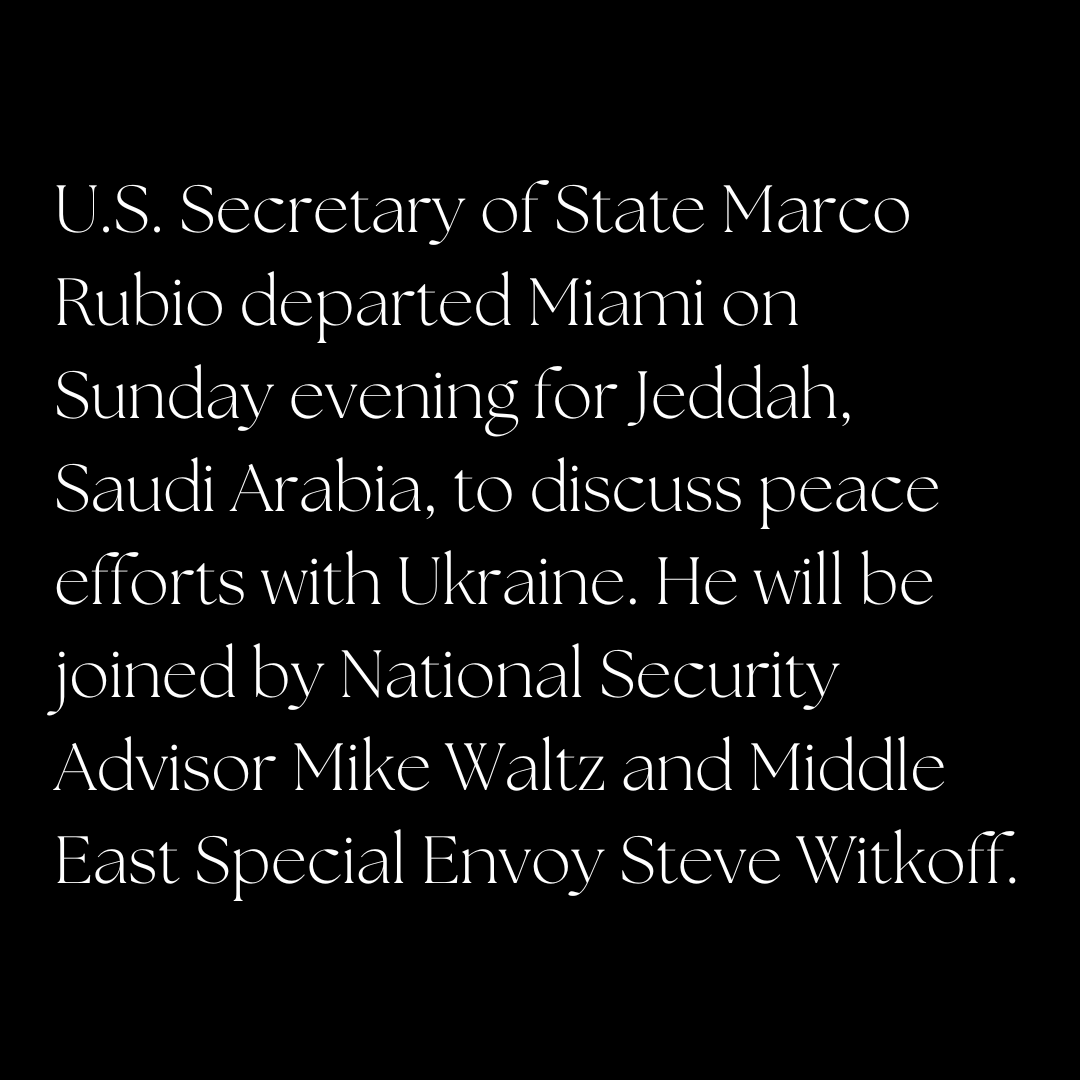 U.S. Secretary of State Marco
Rubio departed Miami on
Sunday evening for Jeddah,
Saudi Arabia, to discuss peace
efforts with Ukraine. He will be
joined by National Security
Advisor Mike Waltz and Middle
East Special Envoy Steve Witkoff.